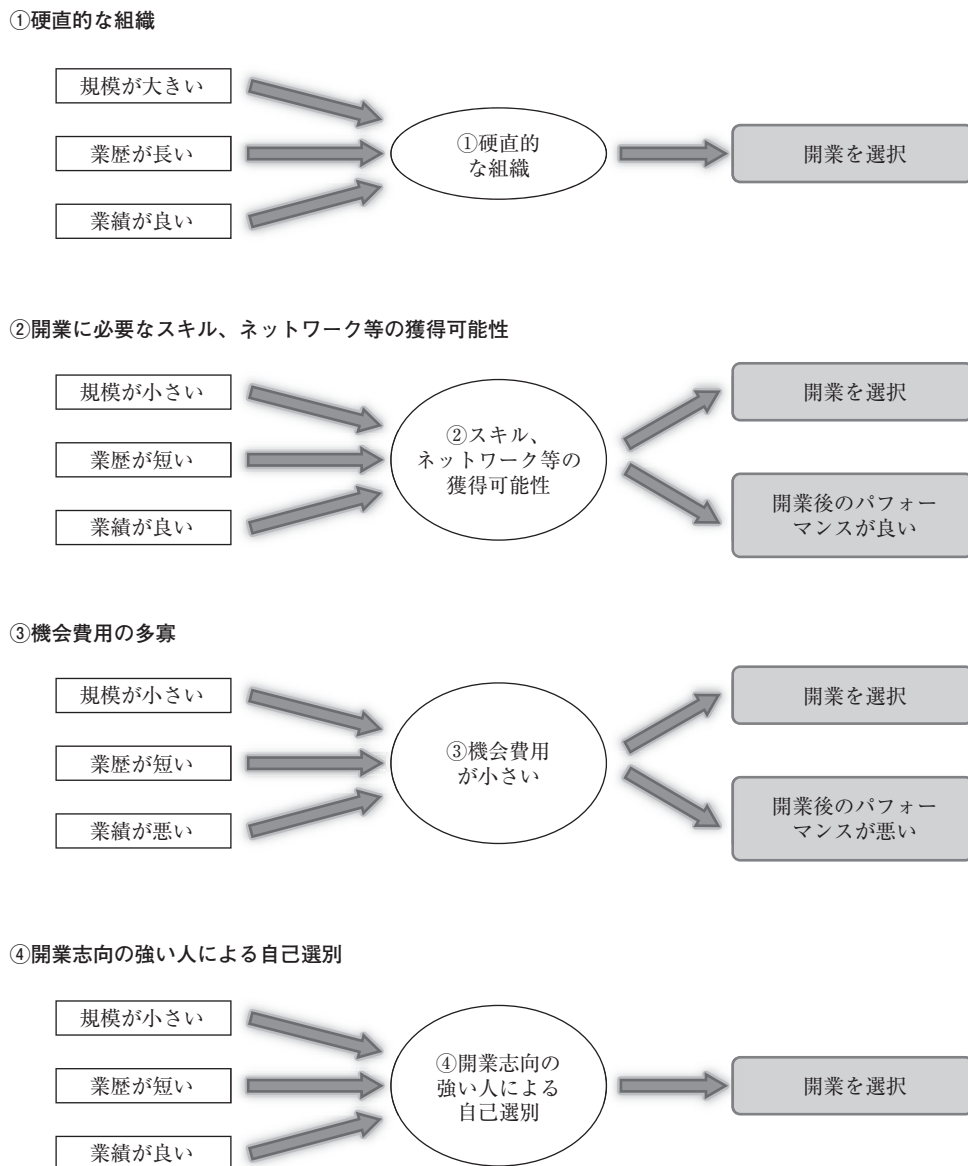 ①硬直的な組織
規模が大きい
業歴が長い
業績が良い
①硬直的
な組織
開業を選択
②開業に必要なスキル、ネットワーク等の獲得可能性
規模が小さい
業歴が短い
業績が良い
②スキル、
ネットワーク等の
獲得可能性
開業を選択
開業後のパフォー
マンスが良い
③機会費用の多寡
規模が小さい
業歴が短い
業績が悪い
③機会費用
が小さい
開業を選択
開業後のパフォー
マンスが悪い
④開業志向の強い人による自己選別
規模が小さい
業歴が短い
業績が良い
④開業志向の
強い人による
自己選別
開業を選択